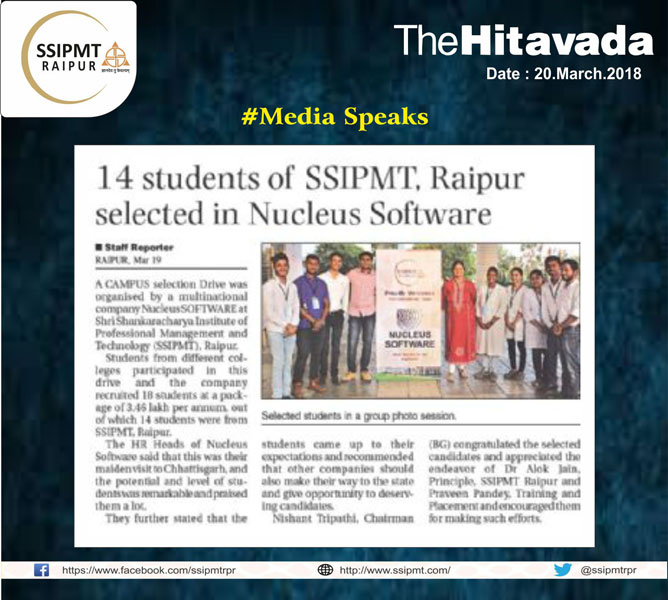 SSIPMT
RAIPUR
TheHitavada
Date : 20.March.2018
#Media Speaks
14 students of SSIPMT, Raipur
selected in Nucleus Software
■ Staff Reporter
RAIPUR, Mar 19
A CAMPUS selection Drive was
organised by a multinational
company NucleusSOFTWARE at
Shri Shankaracharya Institute of
Professional Management and
Technology (SSIPMT), Raipur.
Students from different col-
leges participated in this
drive and the company
recruited 18 students at a pack-
age of 3.46 lakh per annum, out
of which 14 students were from
SSIPMT, Raipur.
The HR Heads of Nucleus
Software said that this was their
maiden visit to Chhattisgarh, and
the potential and level of stu-
dents was remarkable and praised
them a lot.
They further stated that the
NUCLEUS
SOFTWARE
Selected students in a group photo session.
students came up to their
expectations and recommended
that other companies should
also make their way to the state
and give opportunity to deserv-
ing candidates.
Nishant Tripathi, Chairman
(BG) congratulated the selected
candidates and appreciated the
endeavor of Dr Alok Jain,
Principle, SSIPMT Raipur and
Praveen Pandey, Training and
Placement and encouraged them
for making such efforts.
https://www.facebook.com/ssipmtrpr
http://www.ssipmt.com/
@ssipmtrpr